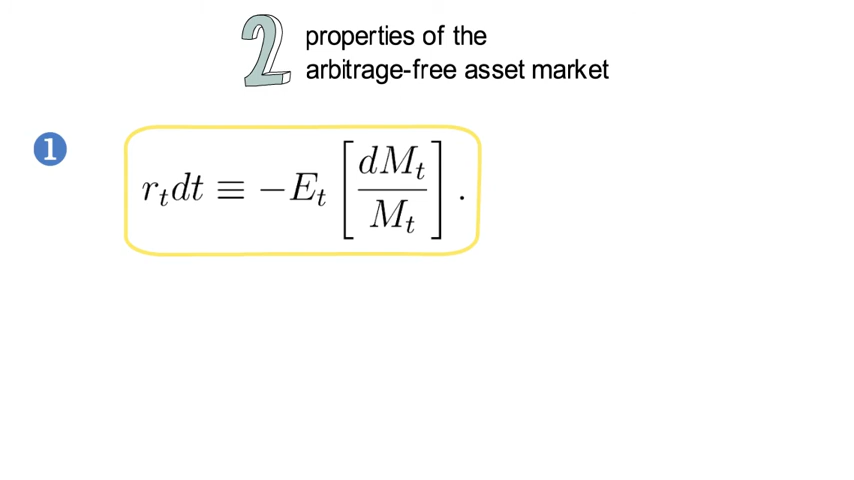 2 properties of the
arbitrage-free asset market
1
r_t dt ≡ −E_t [dM_t / M_t] .